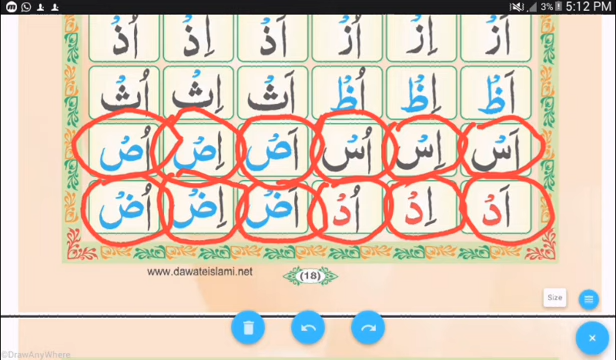 3% 5:12 PM
اَزْ اِزْ اُزْ اَذْ اِذْ اُذْ
اَظْ اِظْ اُظْ اَثْ اِثْ اُثْ
اَسْ اِسْ اُسْ اَصْ اِصْ اُصْ
اَدْ اِدْ اُدْ اَضْ اِضْ اُضْ
www.dawateislami.net (18)
Size
©DrawAnyWhere